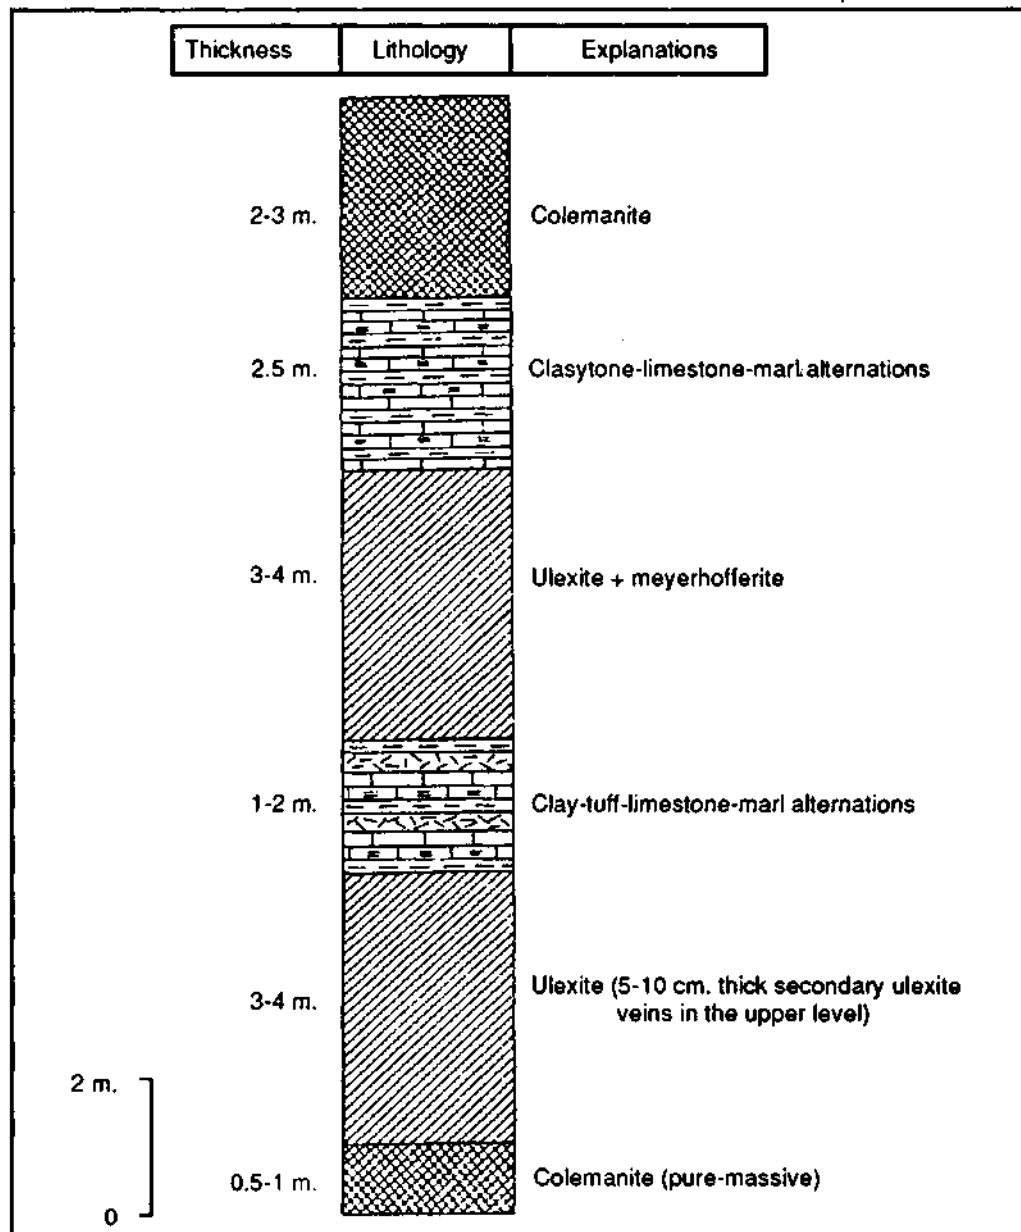 Thickness Lithology Explanations
2-3 m. Colemanite
2.5 m. Clasytone-limestone-marl alternations
3-4 m. Ulexite + meyerhofferite
1-2 m. Clay-tuff-limestone-marl alternations
3-4 m. Ulexite (5-10 cm. thick secondary ulexite
veins in the upper level)
2 m.
0.5-1 m. Colemanite (pure-massive)
0